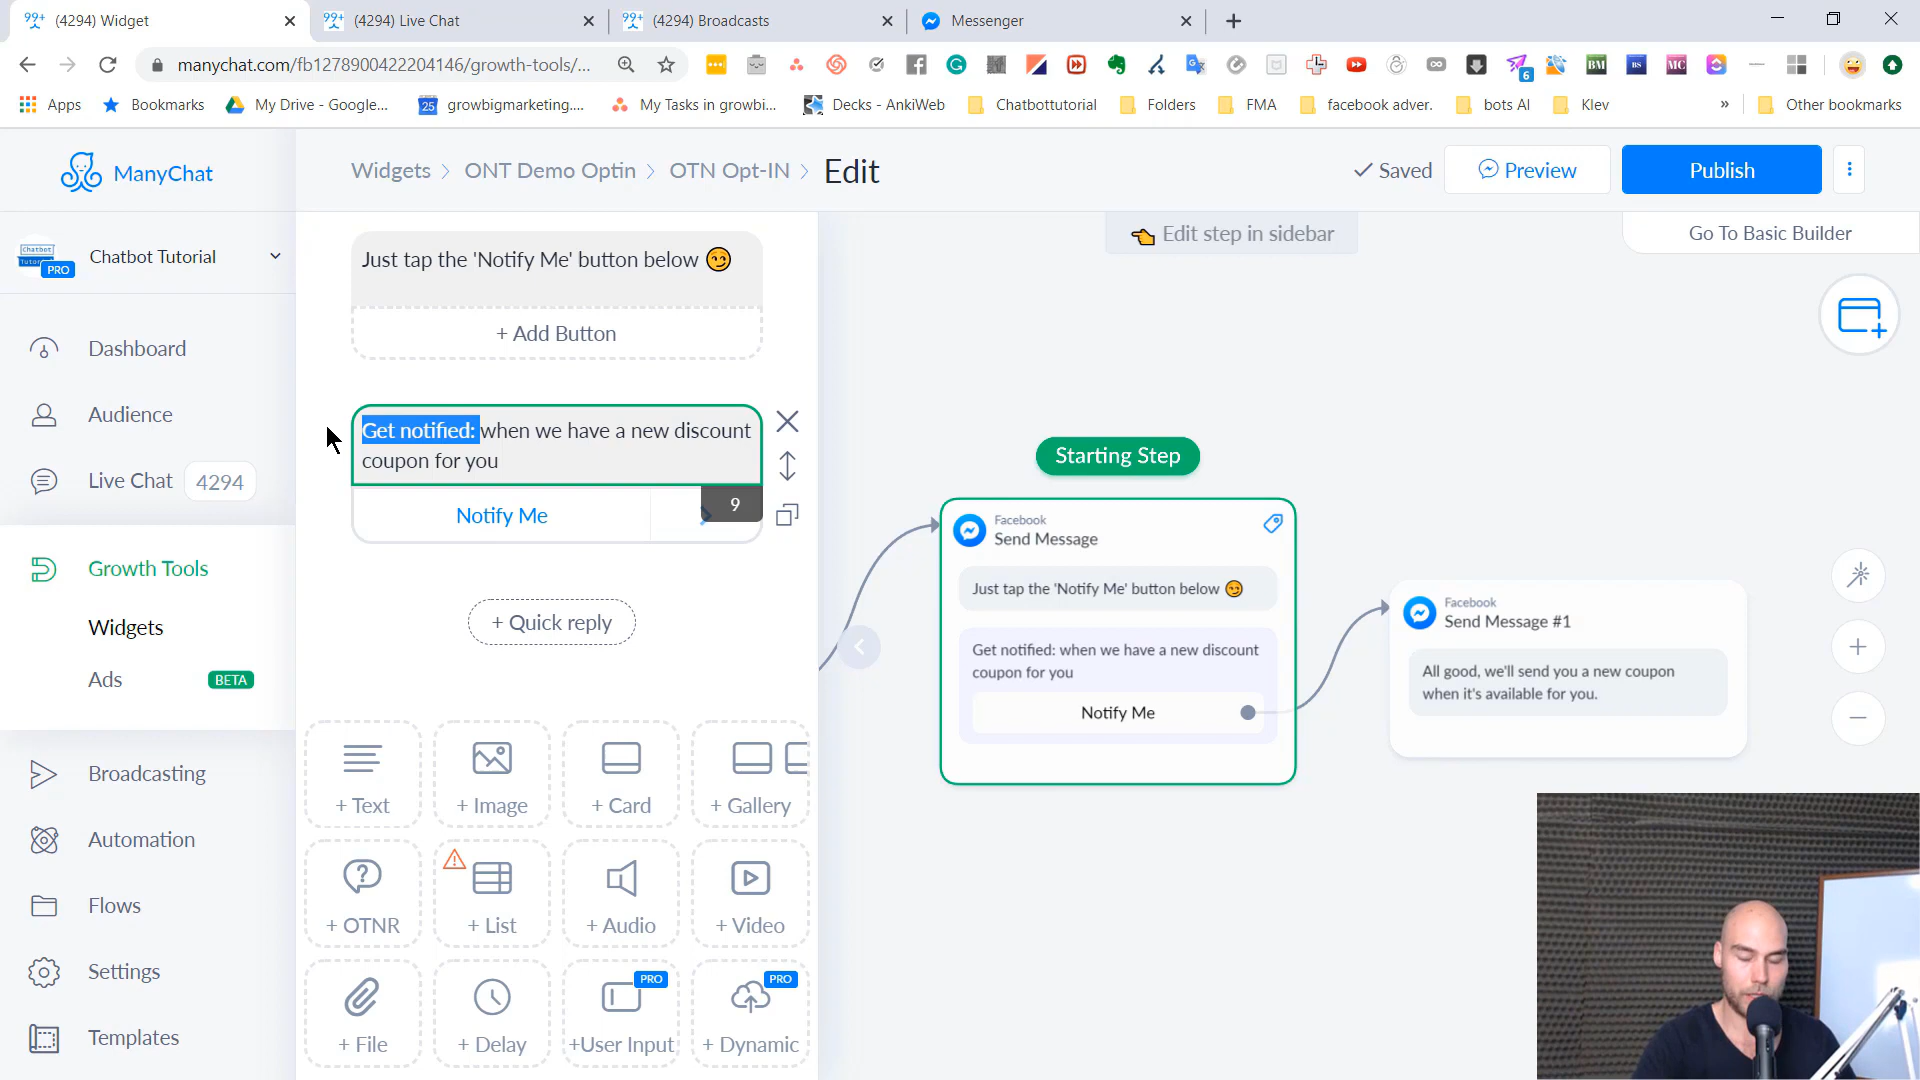 99+ (4294) Widget
99+ (4294) Live Chat
99+ (4294) Broadcasts
Messenger
manychat.com/fb1278900422204146/growth-tools/...
6
BM
BS
MC
Apps
Bookmarks
My Drive - Google...
25 growbigmarketing....
My Tasks in growbi...
Decks - AnkiWeb
Chatbottutorial
Folders
FMA
facebook adver.
bots AI
Klev
»
Other bookmarks
ManyChat
Widgets > ONT Demo Optin > OTN Opt-IN > Edit
Saved
Preview
Publish
Chatbot Tutorial
PRO
Dashboard
Audience
Live Chat 4294
Growth Tools
Widgets
Ads BETA
Broadcasting
Automation
Flows
Settings
Templates
Just tap the 'Notify Me' button below 😏
+ Add Button
Get notified: when we have a new discount
coupon for you
9
Notify Me
+ Quick reply
+ Text
+ Image
+ Card
+ Gallery
+ OTNR
+ List
+ Audio
+ Video
PRO
PRO
+ File
+ Delay
+User Input
+ Dynamic
Edit step in sidebar
Go To Basic Builder
Starting Step
Facebook
Send Message
Just tap the 'Notify Me' button below 😏
Get notified: when we have a new discount
coupon for you
Notify Me
Facebook
Send Message #1
All good, we'll send you a new coupon
when it's available for you.